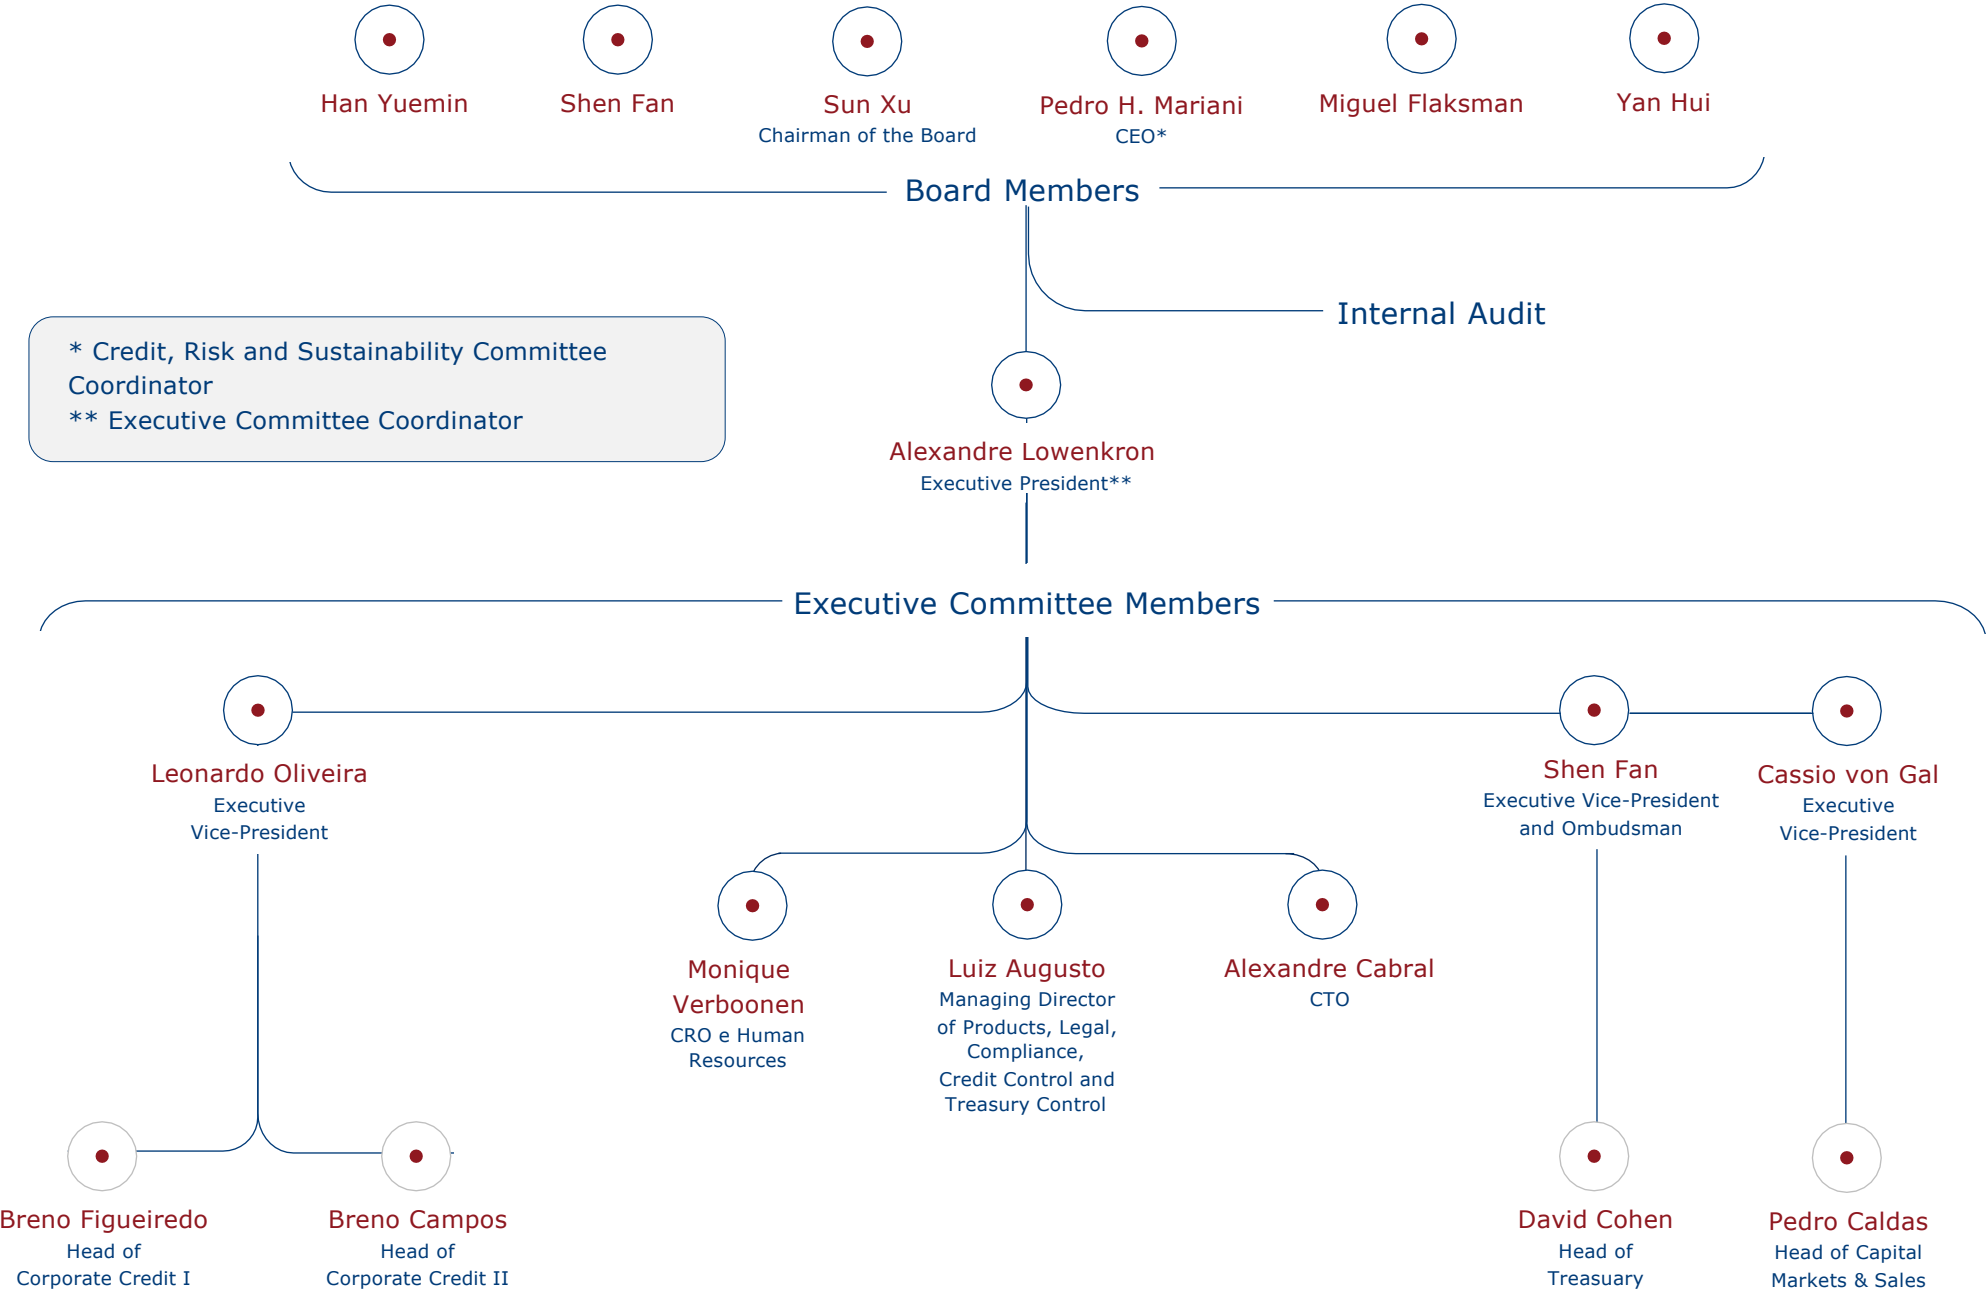 Han Yuemin
Shen Fan
Sun Xu
Chairman of the Board
Pedro H. Mariani
CEO*
Miguel Flaksman
Yan Hui
Board Members
Internal Audit
* Credit, Risk and Sustainability Committee
Coordinator
** Executive Committee Coordinator
Alexandre Lowenkron
Executive President**
Executive Committee Members
Leonardo Oliveira
Executive
Vice-President
Shen Fan
Executive Vice-President
and Ombudsman
Cassio von Gal
Executive
Vice-President
Monique
Verboonen
CRO e Human
Resources
Luiz Augusto
Managing Director
of Products, Legal,
Compliance,
Credit Control and
Treasury Control
Alexandre Cabral
CTO
Breno Figueiredo
Head of
Corporate Credit I
Breno Campos
Head of
Corporate Credit II
David Cohen
Head of
Treasuary
Pedro Caldas
Head of Capital
Markets & Sales